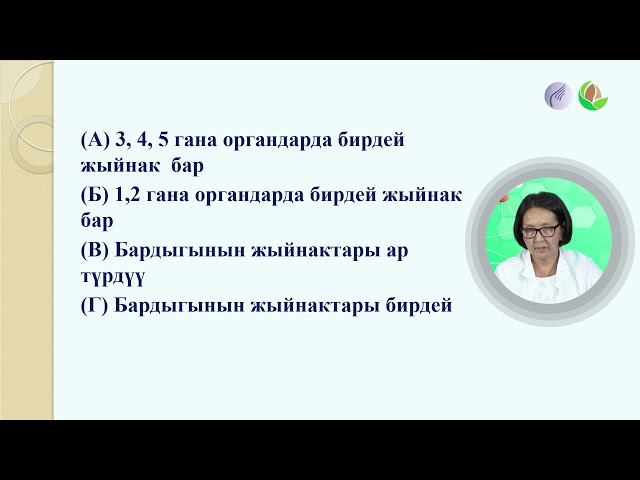 (А) 3, 4, 5 гана органдарда бирдей
жыйнак бар
(Б) 1,2 гана органдарда бирдей жыйнак
бар
(В) Бардыгынын жыйнактары ар
түрдүү
(Г) Бардыгынын жыйнактары бирдей